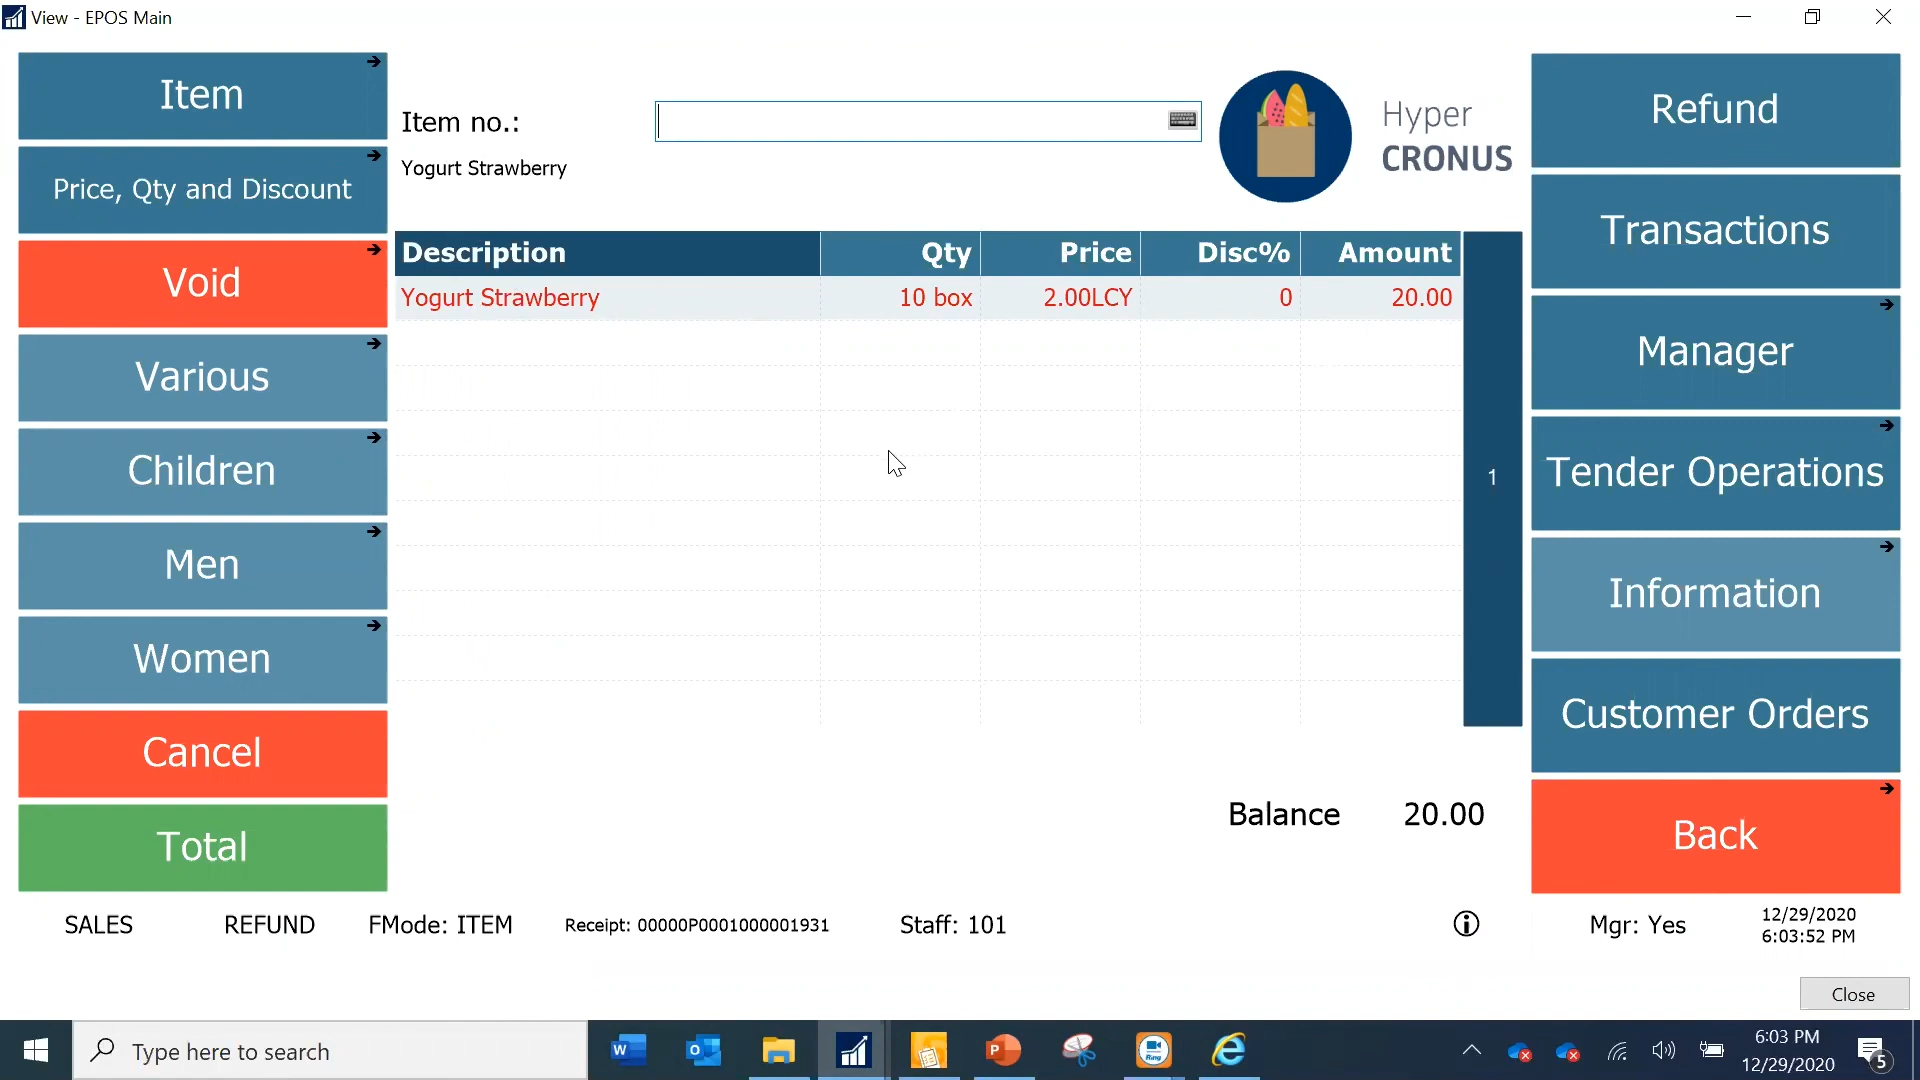 View - EPOS Main
Item
Price, Qty and Discount
Void
Various
Children
Men
Women
Cancel
Total
Item no.:
Yogurt Strawberry
Hyper
CRONUS
Description Qty Price Disc% Amount
Yogurt Strawberry 10 box 2.00LCY 0 20.00
1
Balance 20.00
Refund
Transactions
Manager
Tender Operations
Information
Customer Orders
Back
SALES REFUND FMode: ITEM Receipt: 00000P0001000001931 Staff: 101 Mgr: Yes
12/29/2020
6:03:52 PM
Close
Type here to search
6:03 PM
12/29/2020
5